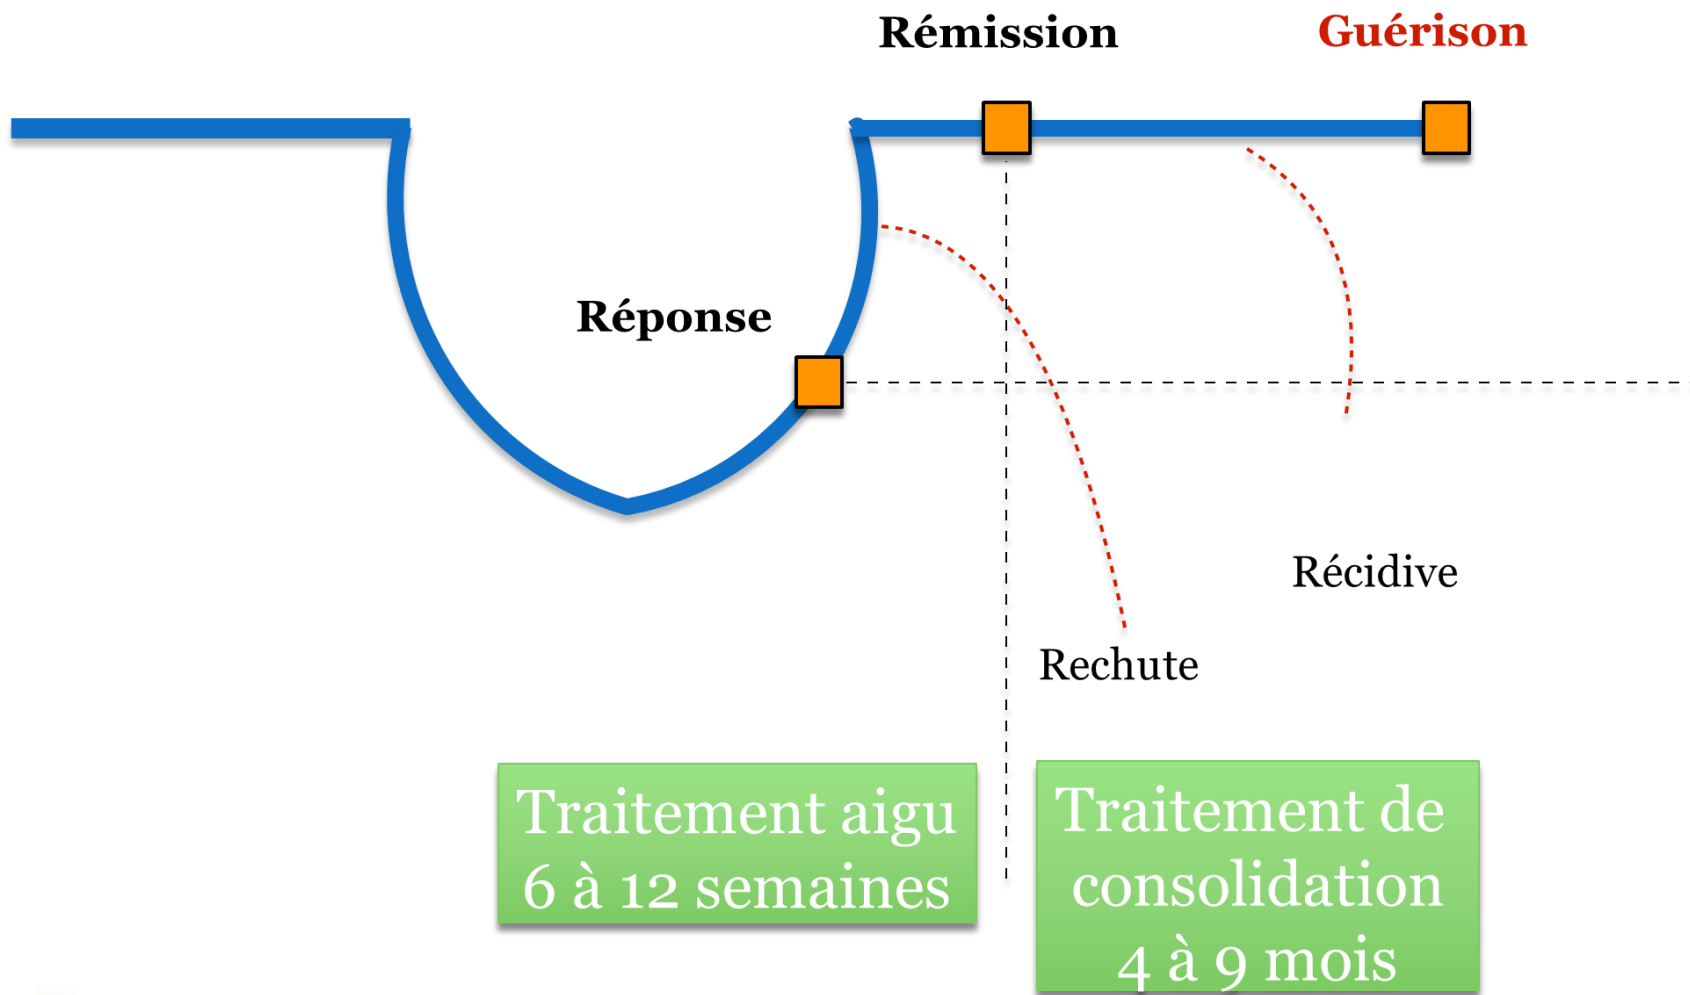 Rémission
Guérison
Réponse
Récidive
Rechute
Traitement aigu
6 à 12 semaines
Traitement de
consolidation
4 à 9 mois